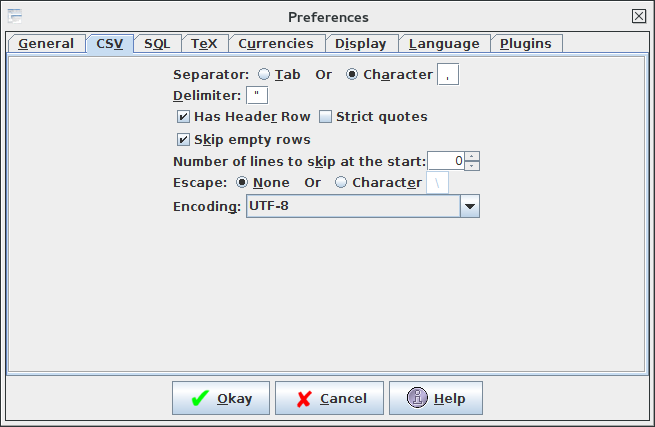 Preferences
General CSV SQL TeX Currencies Display Language Plugins
Separator: Tab Or Character ,
Delimiter: "
Has Header Row Strict quotes
Skip empty rows
Number of lines to skip at the start: 0
Escape: None Or Character \
Encoding: UTF-8
Okay Cancel Help